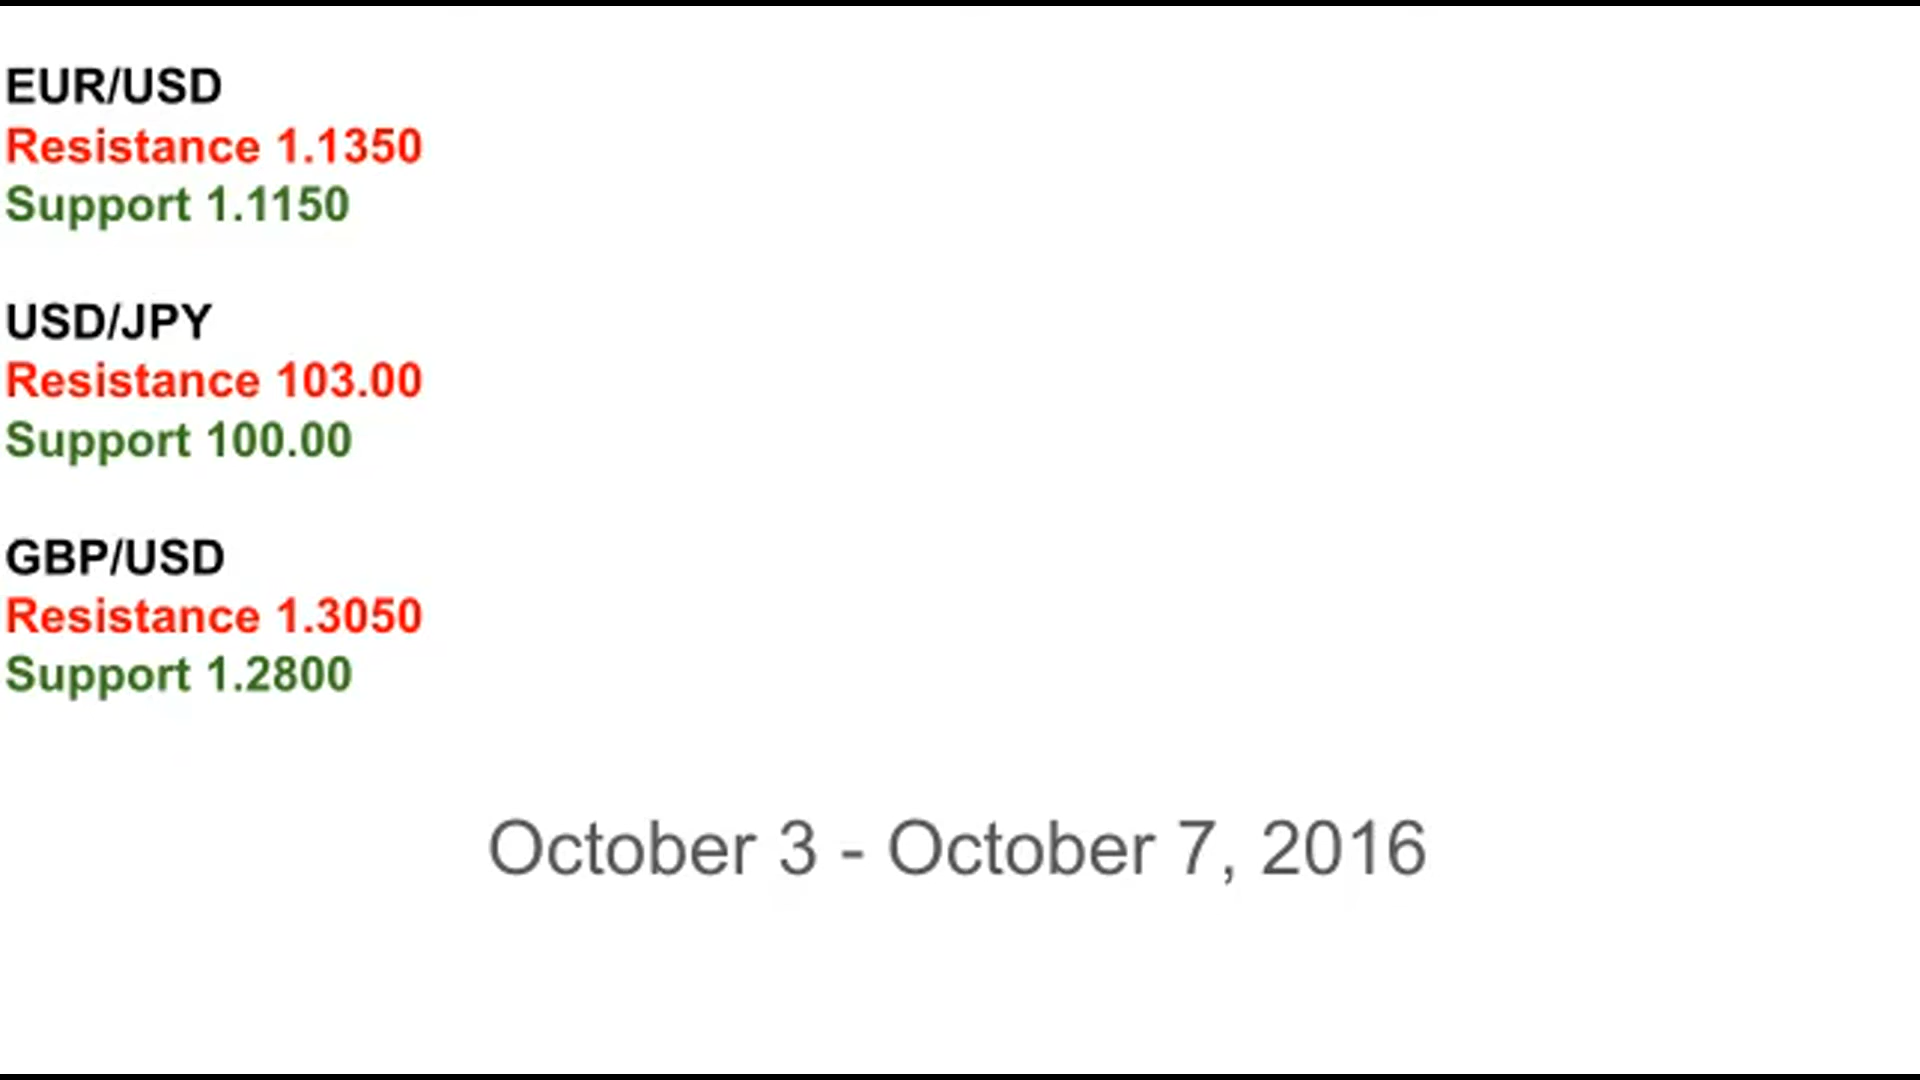 EUR/USD
Resistance 1.1350
Support 1.1150
USD/JPY
Resistance 103.00
Support 100.00
GBP/USD
Resistance 1.3050
Support 1.2800
October 3 - October 7, 2016